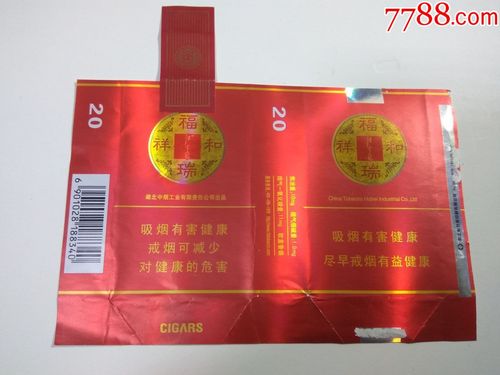 7788.com
20
福
祥 和
瑞
湖北中烟工业有限责任公司出品
吸烟有害健康
戒烟可减少
对健康的危害
CIGARS
6901028188340
20
福
祥 和
瑞
China Tobacco Hubei Industrial Co.,Ltd
吸烟有害健康
尽早戒烟有益健康